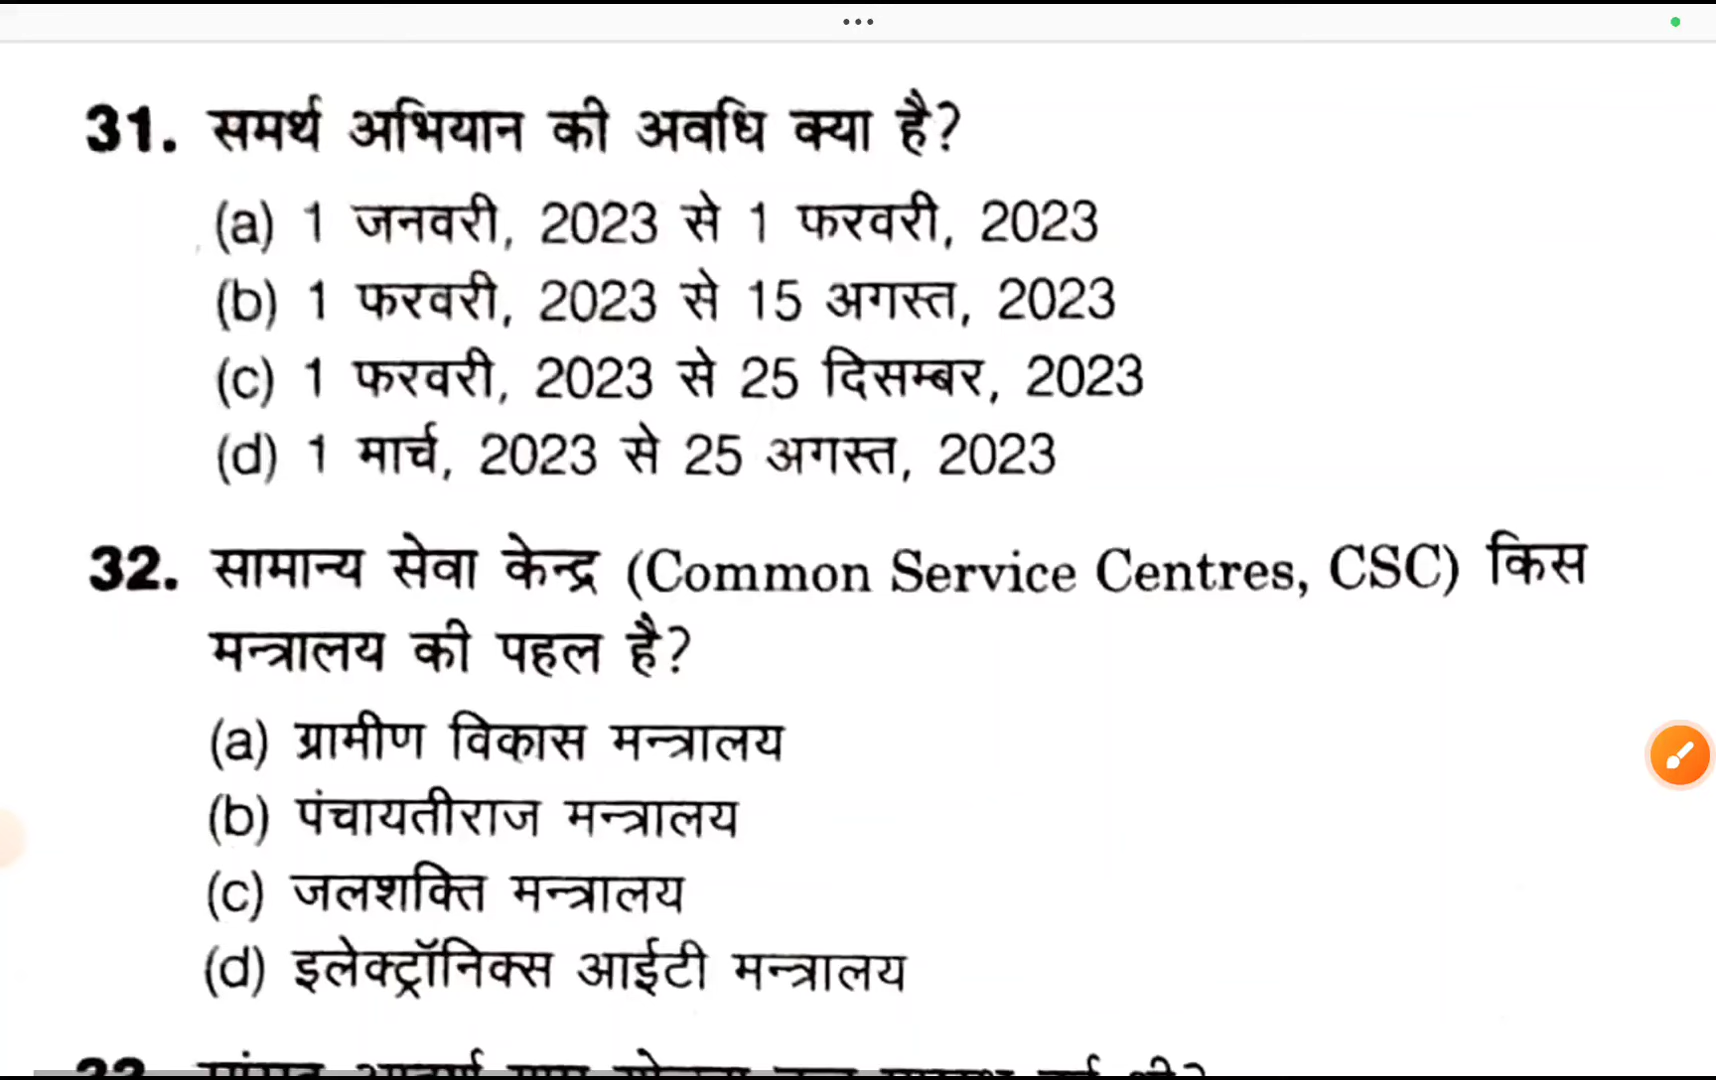 31. समर्थ अभियान की अवधि क्या है?
(a) 1 जनवरी, 2023 से 1 फरवरी, 2023
(b) 1 फरवरी, 2023 से 15 अगस्त, 2023
(c) 1 फरवरी, 2023 से 25 दिसम्बर, 2023
(d) 1 मार्च, 2023 से 25 अगस्त, 2023
32. सामान्य सेवा केन्द्र (Common Service Centres, CSC) किस
मन्त्रालय की पहल है?
(a) ग्रामीण विकास मन्त्रालय
(b) पंचायतीराज मन्त्रालय
(c) जलशक्ति मन्त्रालय
(d) इलेक्ट्रॉनिक्स आईटी मन्त्रालय